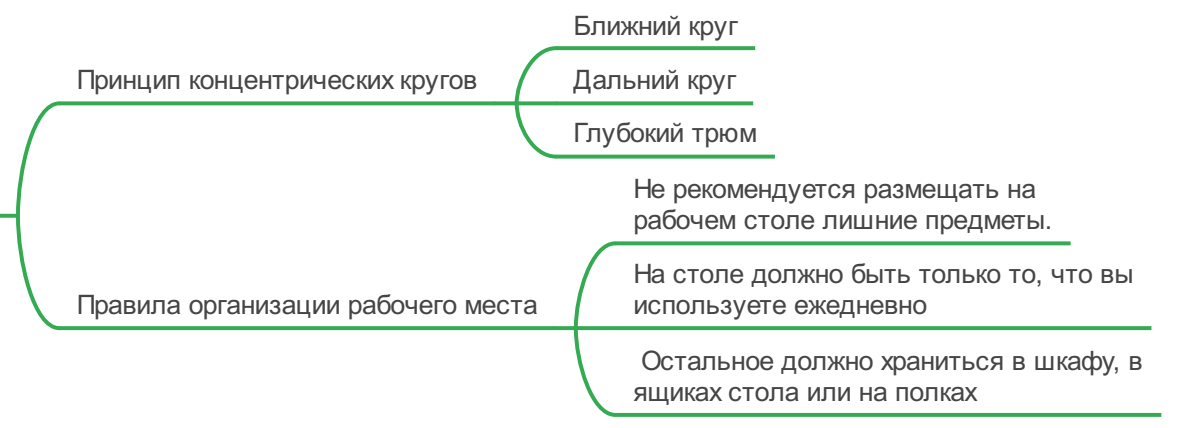 Ближний круг
Принцип концентрических кругов
Дальний круг
Глубокий трюм
Не рекомендуется размещать на
рабочем столе лишние предметы.
На столе должно быть только то, что вы
используете ежедневно
Правила организации рабочего места
Остальное должно храниться в шкафу, в
ящиках стола или на полках